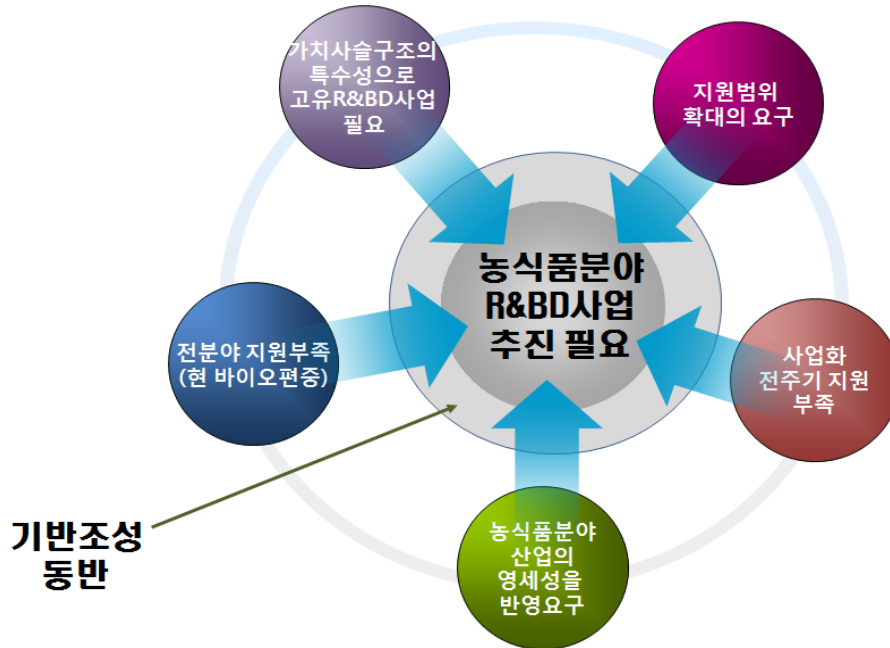 가치사슬구조의
특수성으로
고유R&BD사업
필요
지원범위
확대의 요구
농식품분야
R&BD사업
추진 필요
전분야 지원부족
(현 바이오편중)
사업화
전주기 지원
부족
농식품분야
산업의
영세성을
반영요구
기반조성
동반